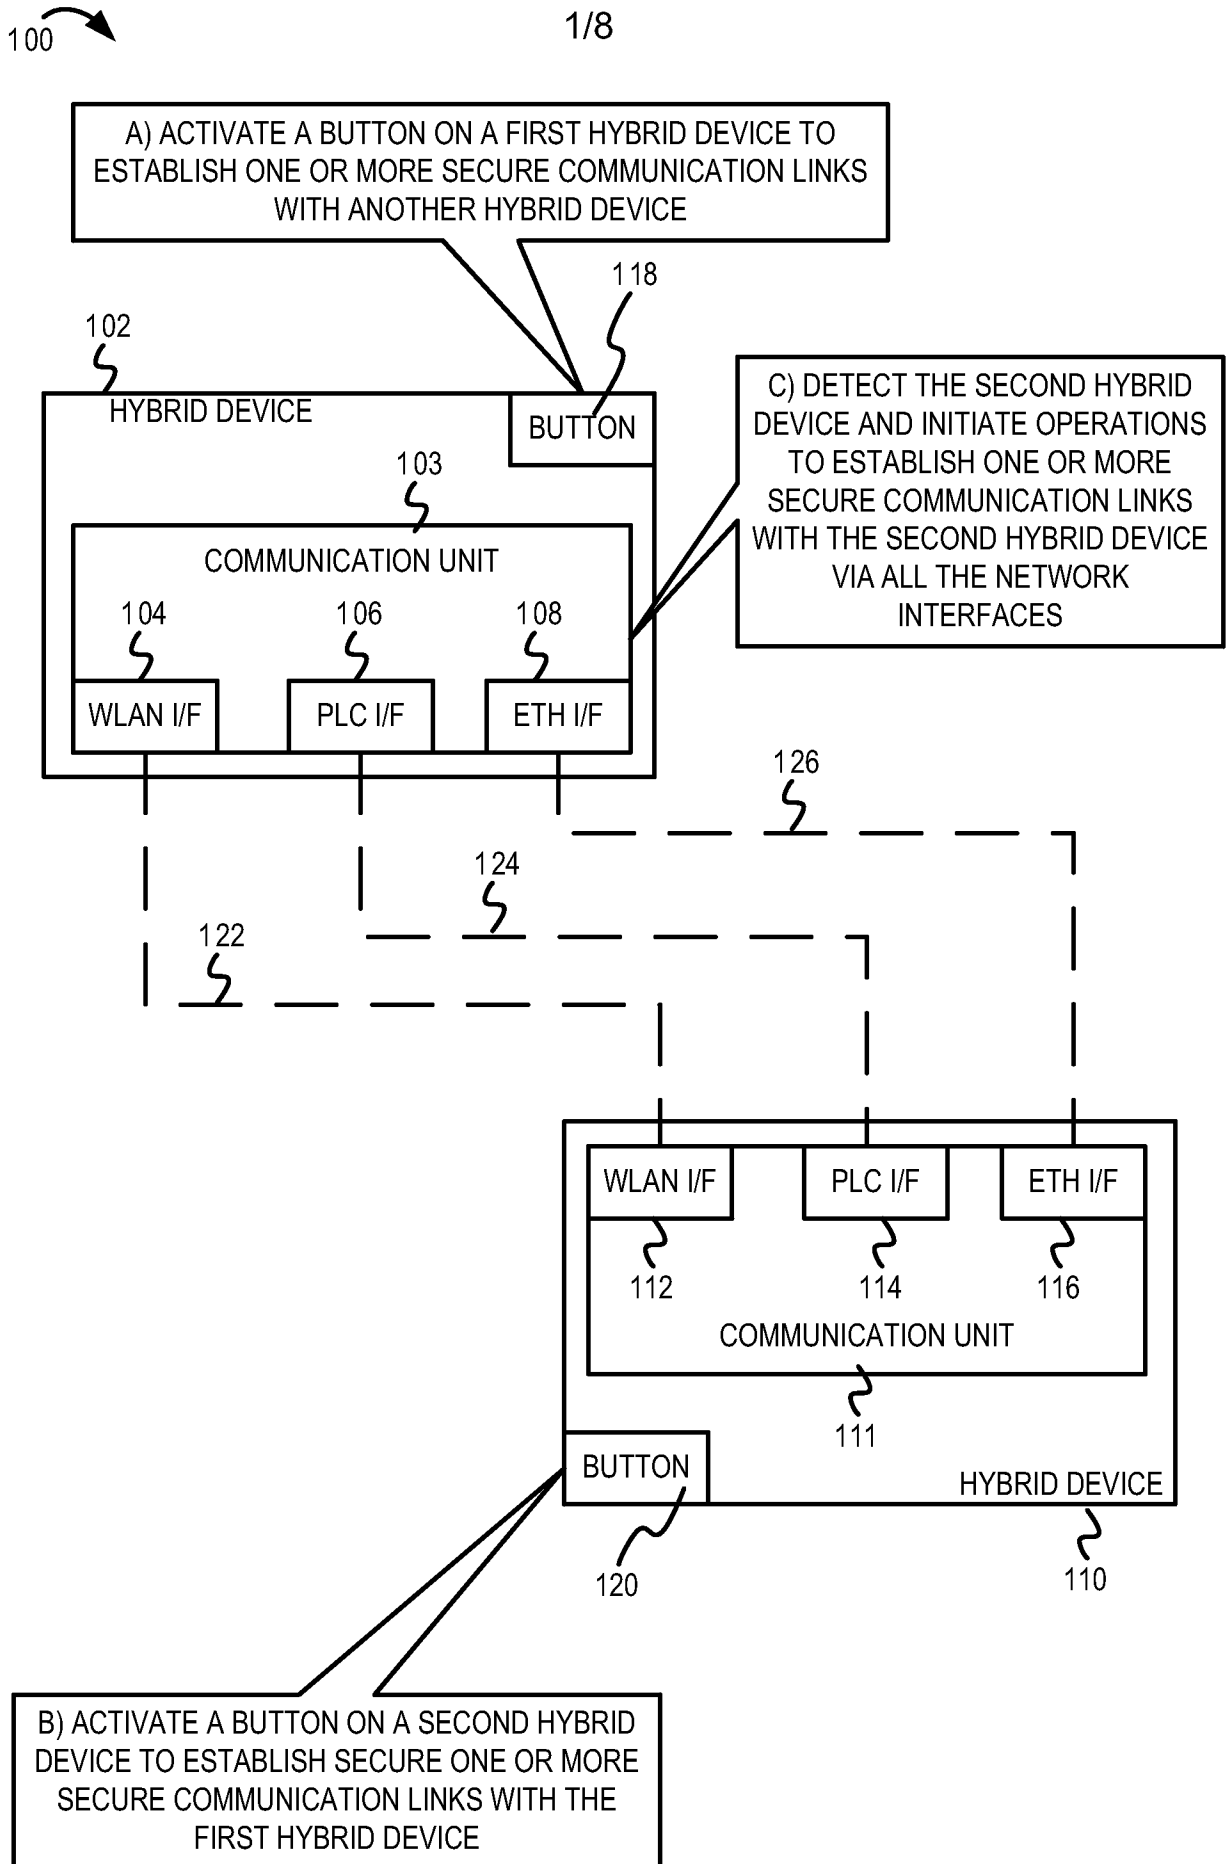 100
1/8
A) ACTIVATE A BUTTON ON A FIRST HYBRID DEVICE TO
ESTABLISH ONE OR MORE SECURE COMMUNICATION LINKS
WITH ANOTHER HYBRID DEVICE
118
102
HYBRID DEVICE
BUTTON
C) DETECT THE SECOND HYBRID
DEVICE AND INITIATE OPERATIONS
TO ESTABLISH ONE OR MORE
SECURE COMMUNICATION LINKS
WITH THE SECOND HYBRID DEVICE
VIA ALL THE NETWORK
INTERFACES
103
COMMUNICATION UNIT
104
106
108
WLAN I/F
PLC I/F
ETH I/F
126
124
122
WLAN I/F
PLC I/F
ETH I/F
112
114
116
COMMUNICATION UNIT
111
BUTTON
HYBRID DEVICE
120
110
B) ACTIVATE A BUTTON ON A SECOND HYBRID
DEVICE TO ESTABLISH SECURE ONE OR MORE
SECURE COMMUNICATION LINKS WITH THE
FIRST HYBRID DEVICE